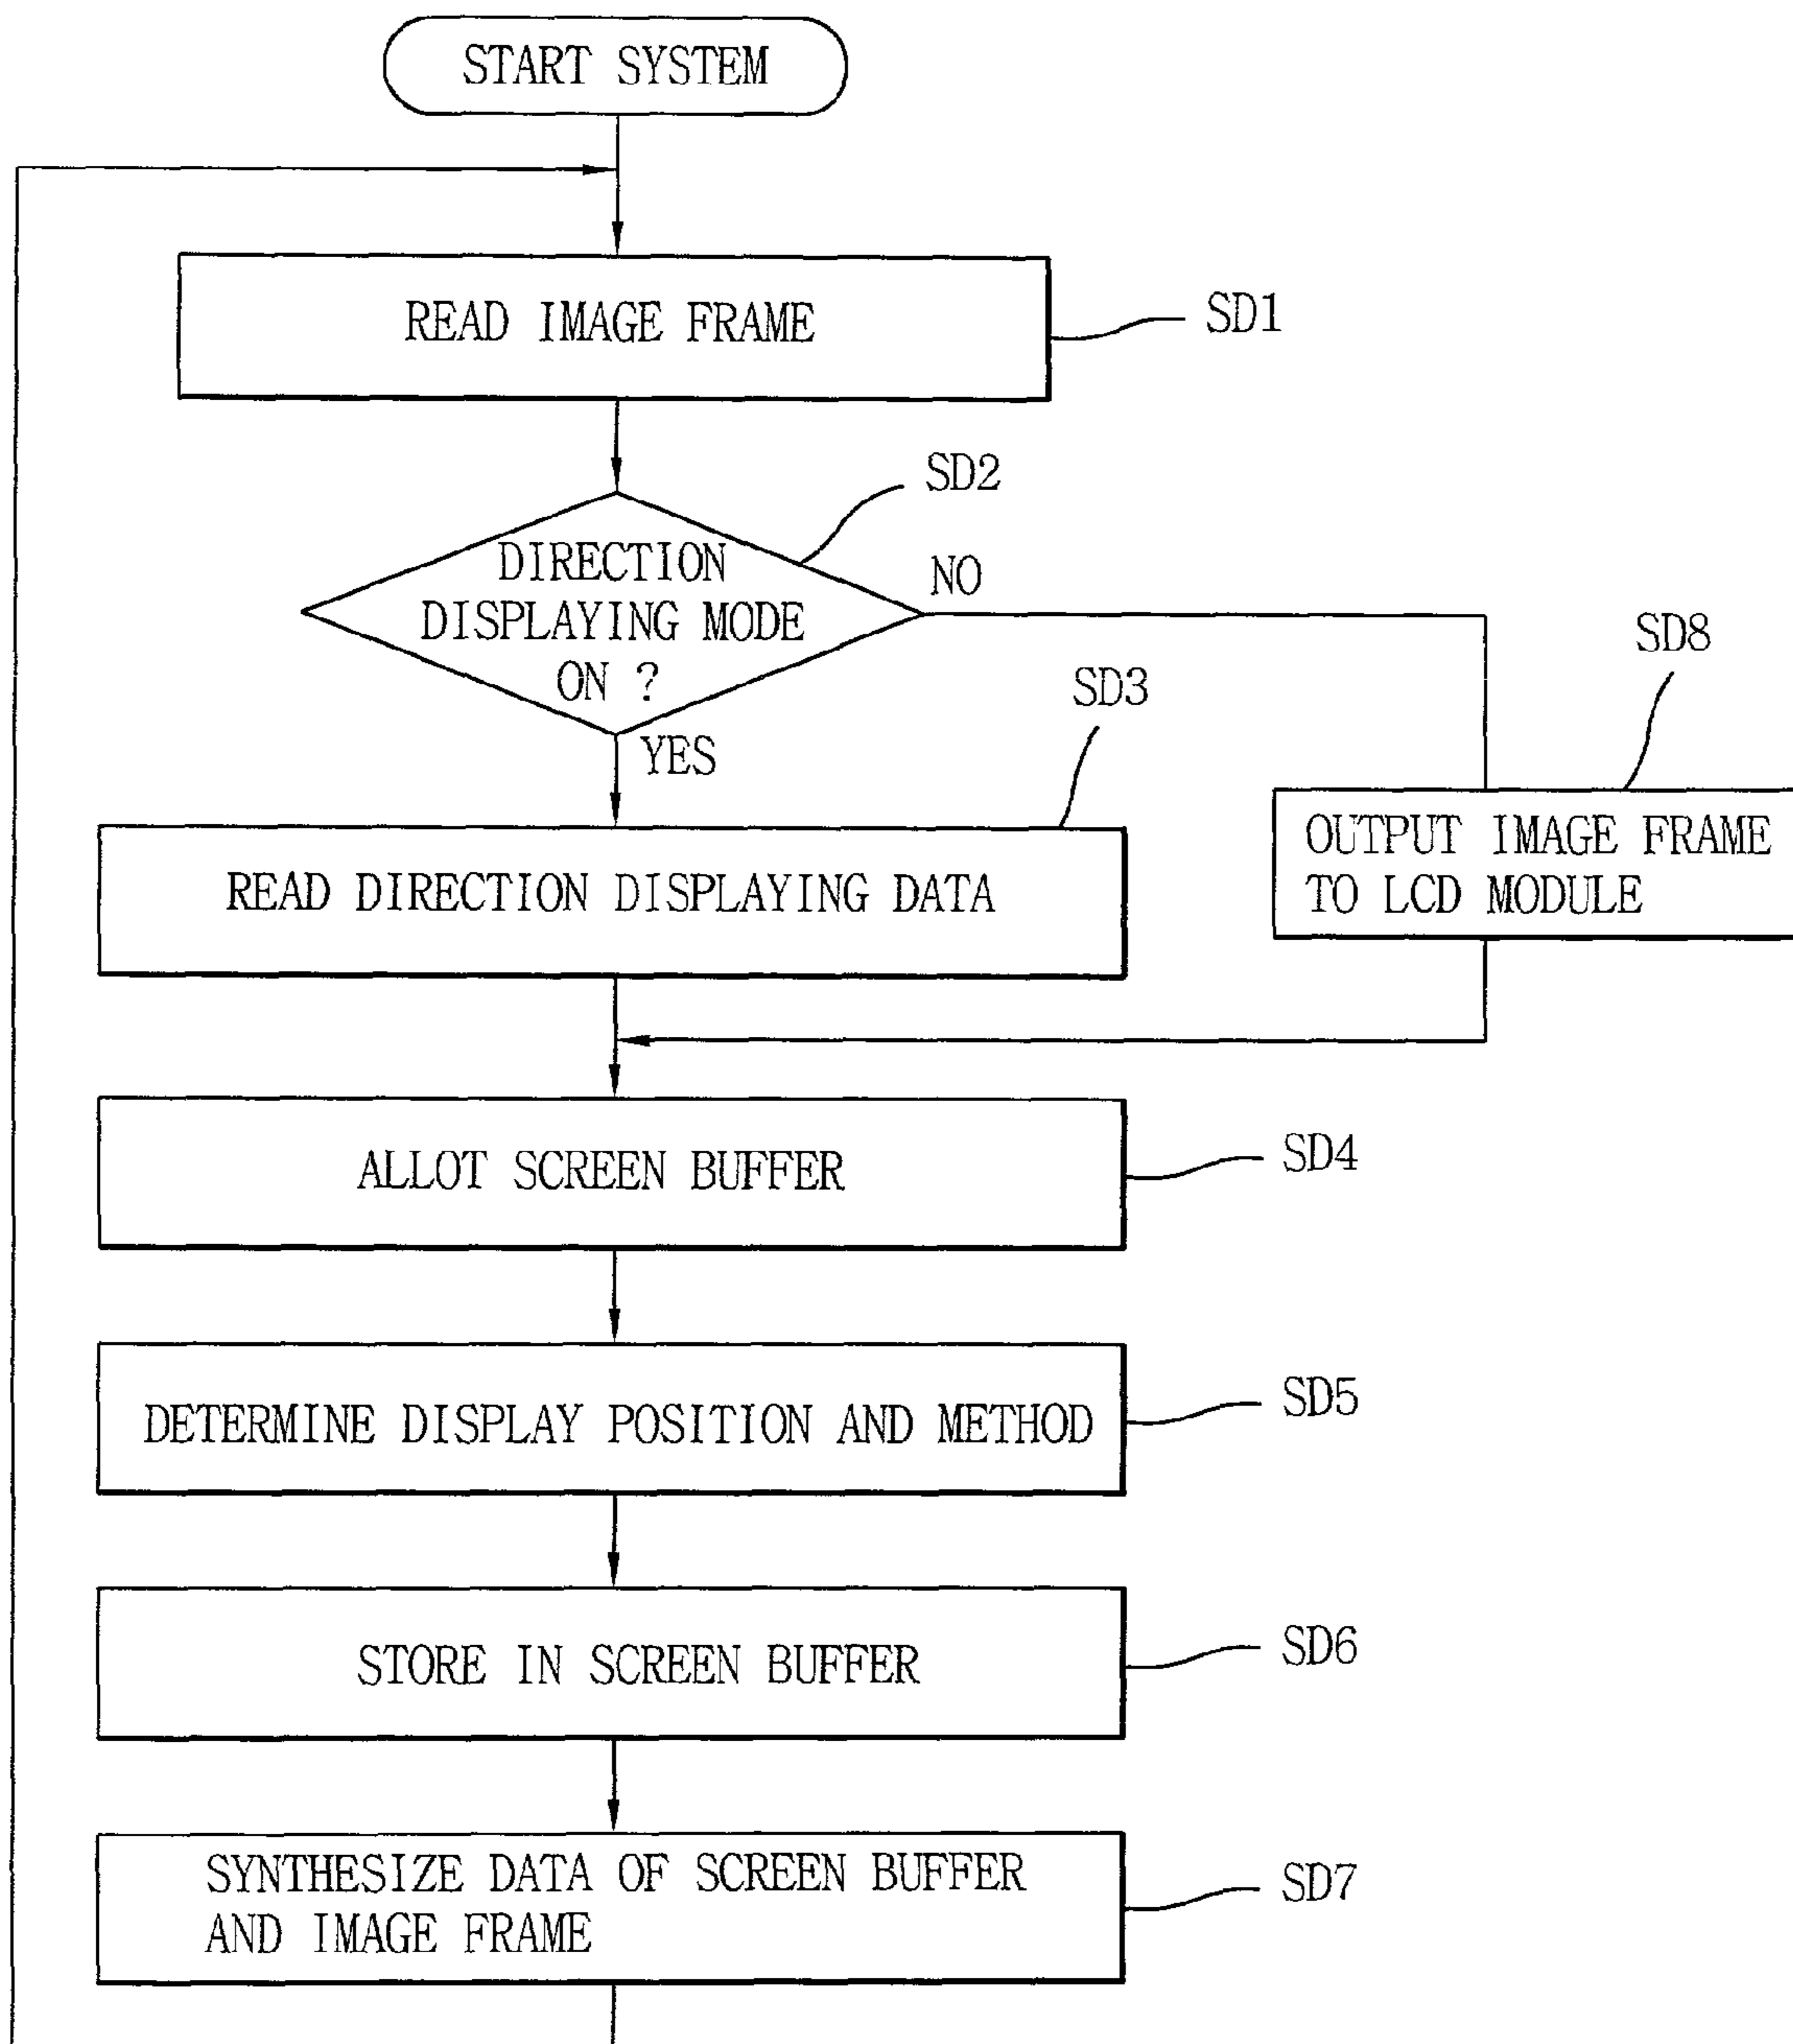 START SYSTEM
READ IMAGE FRAME
SD1
SD2
DIRECTION
DISPLAYING MODE
ON ?
NO
YES
SD8
SD3
READ DIRECTION DISPLAYING DATA
OUTPUT IMAGE FRAME
TO LCD MODULE
ALLOT SCREEN BUFFER
SD4
DETERMINE DISPLAY POSITION AND METHOD
SD5
STORE IN SCREEN BUFFER
SD6
SYNTHESIZE DATA OF SCREEN BUFFER
AND IMAGE FRAME
SD7